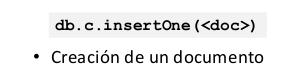 db.c.insertOne(<doc>)
• Creación de un documento